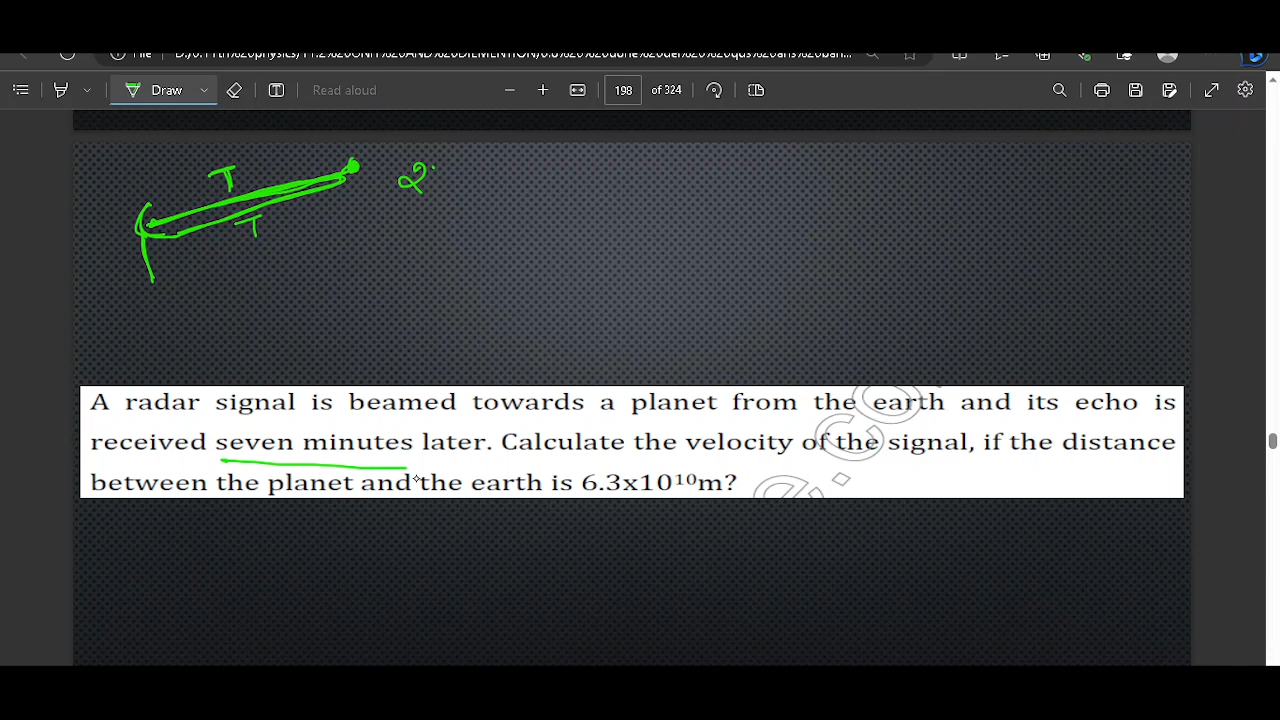 Draw
Read aloud
198 of 324
T
T
2
A radar signal is beamed towards a planet from the earth and its echo is
received seven minutes later. Calculate the velocity of the signal, if the distance
between the planet and the earth is 6.3x10¹⁰m?